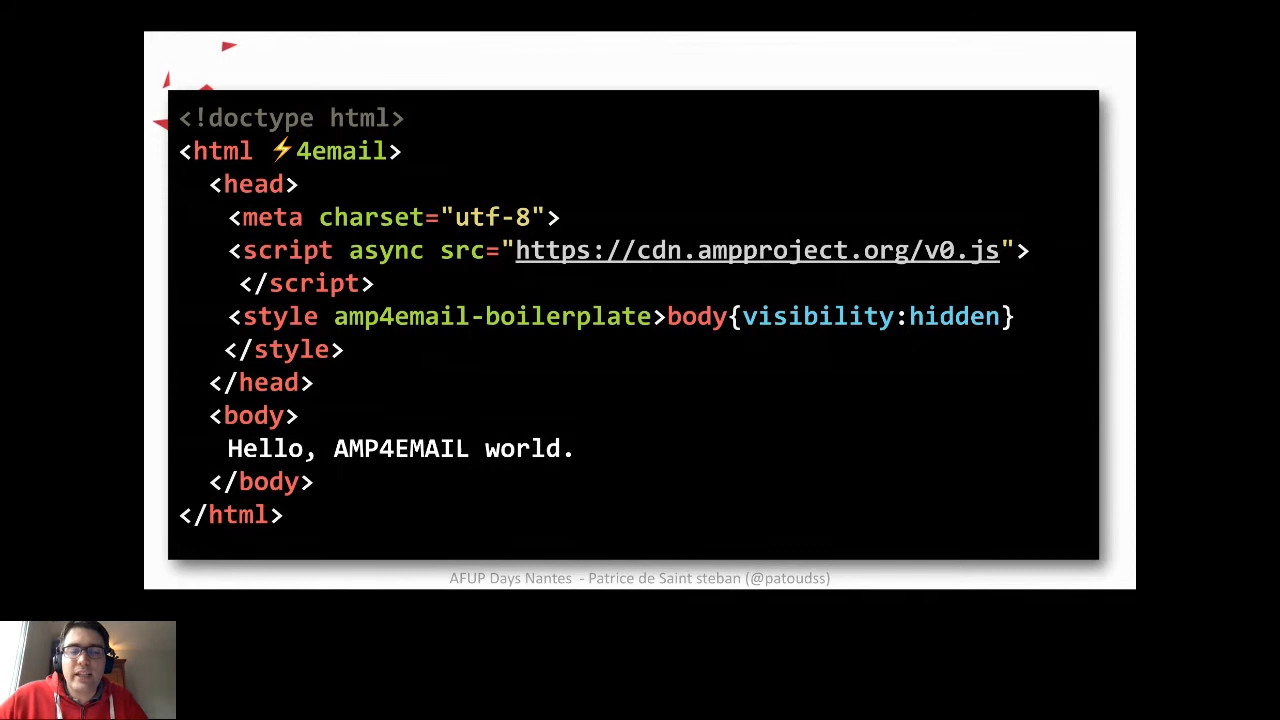 <!doctype html>
<html ⚡4email>
<head>
<meta charset="utf-8">
<script async src="https://cdn.ampproject.org/v0.js">
</script>
<style amp4email-boilerplate>body{visibility:hidden}
</style>
</head>
<body>
Hello, AMP4EMAIL world.
</body>
</html>
AFUP Days Nantes - Patrice de Saint steban (@patoudss)